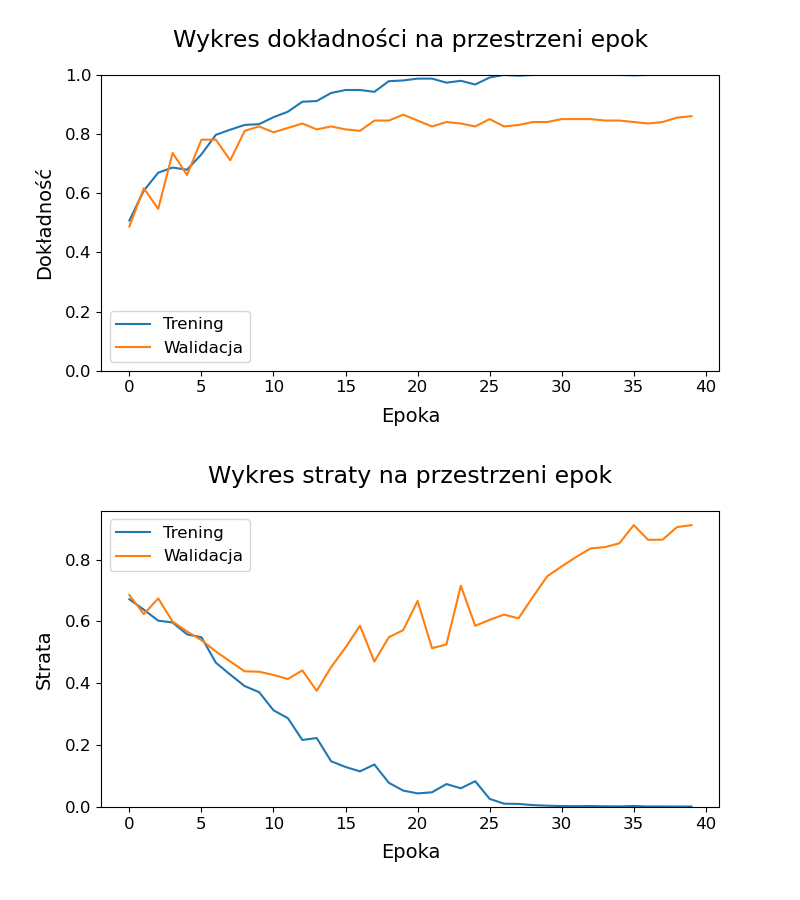 Wykres dokładności na przestrzeni epok
1.0
0.8
0.6
0.4
0.2
0.0
Dokładność
Trening
Walidacja
0 5 10 15 20 25 30 35 40
Epoka
Wykres straty na przestrzeni epok
Trening
Walidacja
0.8
0.6
0.4
0.2
0.0
Strata
0 5 10 15 20 25 30 35 40
Epoka